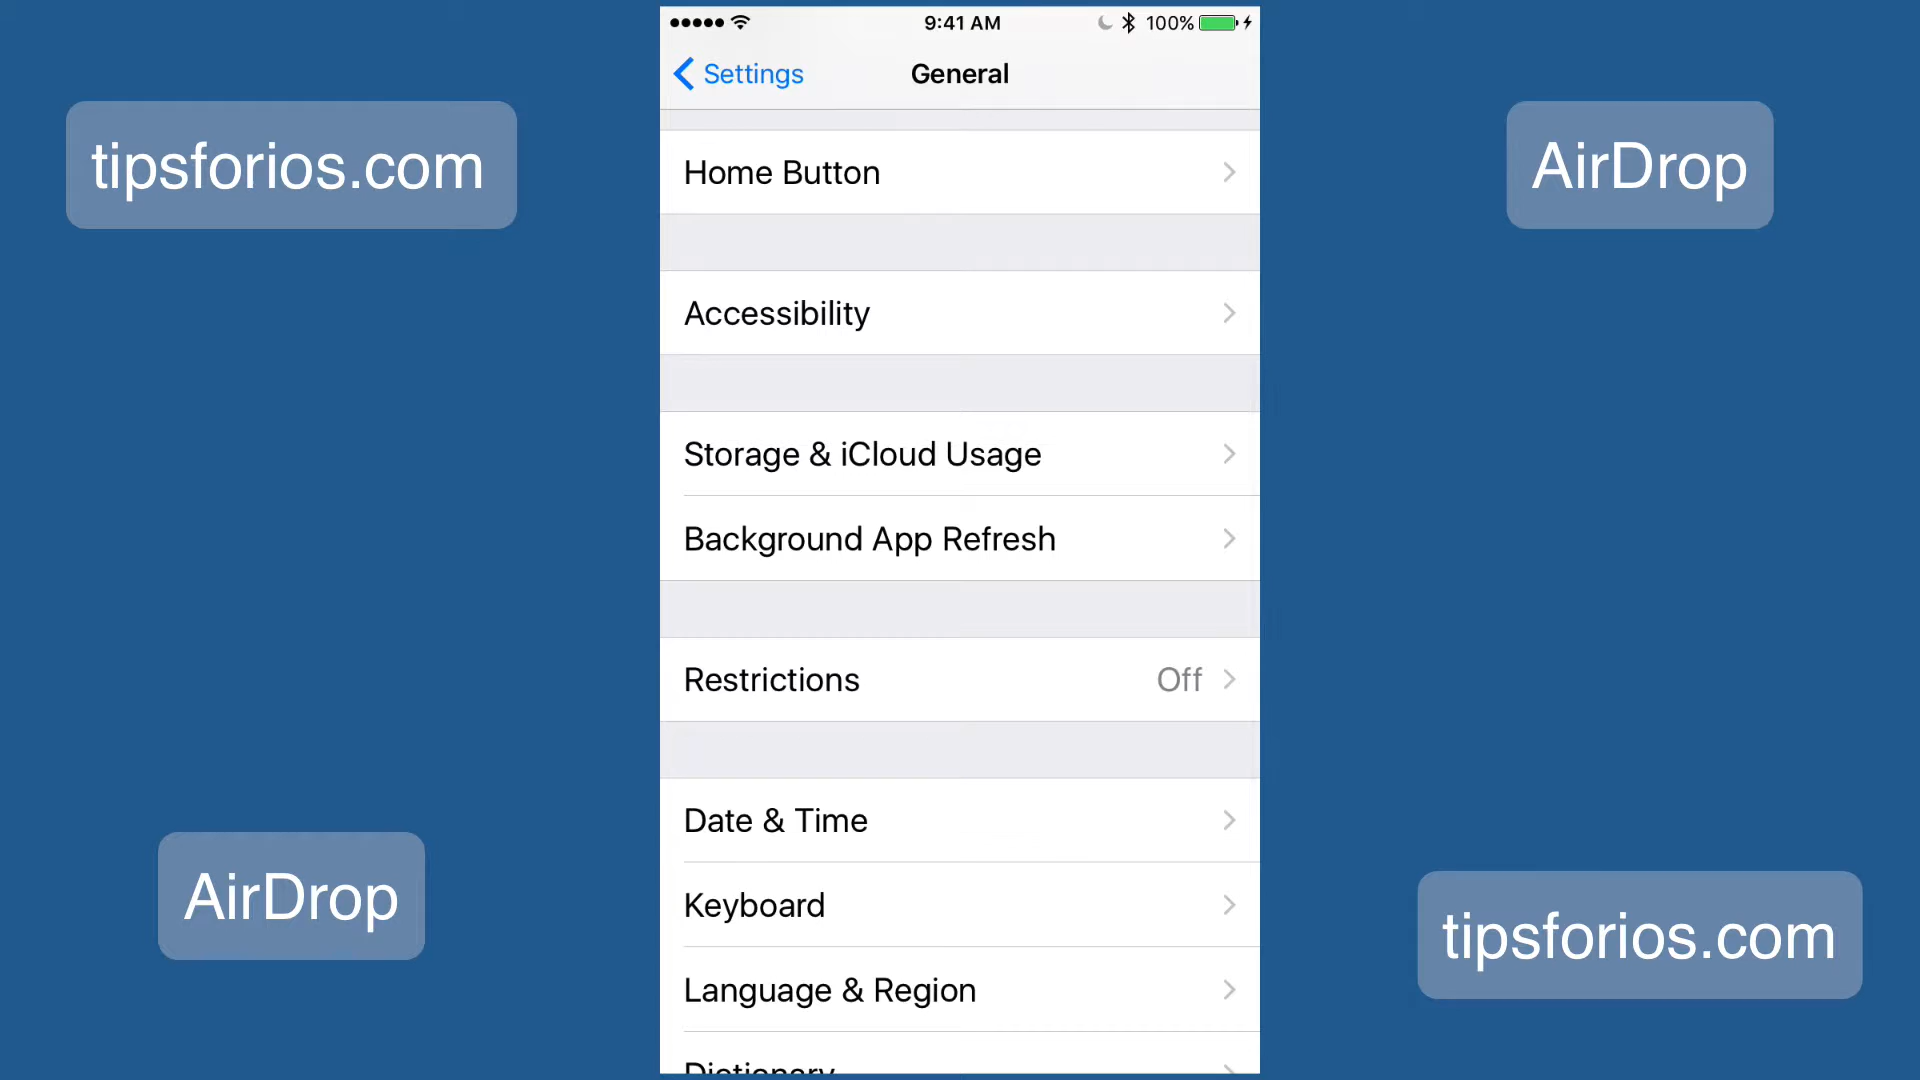 9:41 AM
100%
Settings
General
tipsforios.com
AirDrop
Home Button
Accessibility
Storage & iCloud Usage
Background App Refresh
Restrictions
Off
Date & Time
AirDrop
Keyboard
tipsforios.com
Language & Region
Dictionary